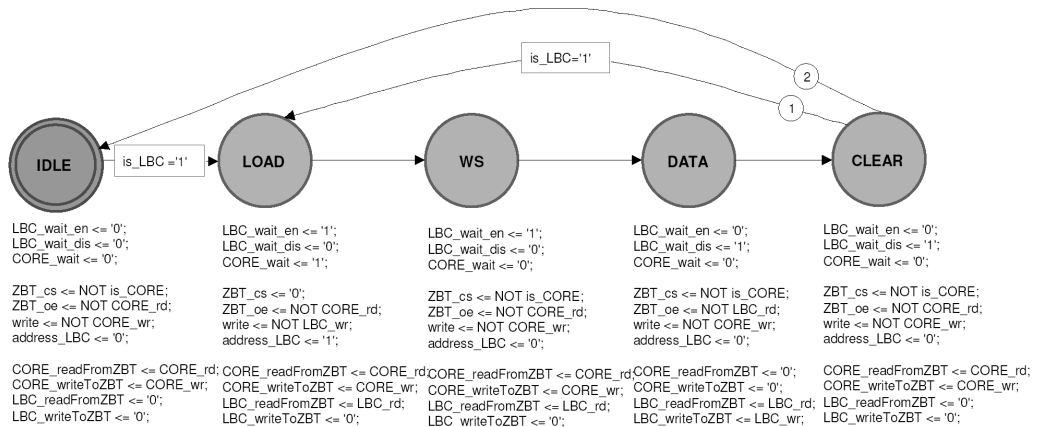 is_LBC='1'
2
1
IDLE
is_LBC ='1'
LOAD
WS
DATA
CLEAR
LBC_wait_en <= '0';
LBC_wait_dis <= '0';
CORE_wait <= '0';
ZBT_cs <= NOT is_CORE;
ZBT_oe <= NOT CORE_rd;
write <= NOT CORE_wr;
address_LBC <= '0';
CORE_readFromZBT <= CORE_rd;
CORE_writeToZBT <= CORE_wr;
LBC_readFromZBT <= '0';
LBC_writeToZBT <= '0';
LBC_wait_en <= '1';
LBC_wait_dis <= '0';
CORE_wait <= '1';
ZBT_cs <= '0';
ZBT_oe <= NOT CORE_rd;
write <= NOT LBC_wr;
address_LBC <= '1';
CORE_readFromZBT <= CORE_rd;
CORE_writeToZBT <= CORE_wr;
LBC_readFromZBT <= LBC_rd;
LBC_writeToZBT <= '0';
LBC_wait_en <= '1';
LBC_wait_dis <= '0';
CORE_wait <= '0';
ZBT_cs <= NOT is_CORE;
ZBT_oe <= NOT CORE_rd;
write <= NOT CORE_wr;
address_LBC <= '0';
CORE_readFromZBT <= CORE_rd;
CORE_writeToZBT <= CORE_wr;
LBC_readFromZBT <= LBC_rd;
LBC_writeToZBT <= '0';
LBC_wait_en <= '0';
LBC_wait_dis <= '1';
CORE_wait <= '0';
ZBT_cs <= NOT is_CORE;
ZBT_oe <= NOT LBC_rd;
write <= NOT CORE_wr;
address_LBC <= '0';
CORE_readFromZBT <= '0';
CORE_writeToZBT <= '0';
LBC_readFromZBT <= LBC_rd;
LBC_writeToZBT <= LBC_wr;
LBC_wait_en <= '0';
LBC_wait_dis <= '1';
CORE_wait <= '0';
ZBT_cs <= NOT is_CORE;
ZBT_oe <= NOT CORE_rd;
write <= NOT CORE_wr;
address_LBC <= '0';
CORE_readFromZBT <= CORE_rd;
CORE_writeToZBT <= CORE_wr;
LBC_readFromZBT <= '0';
LBC_writeToZBT <= '0';